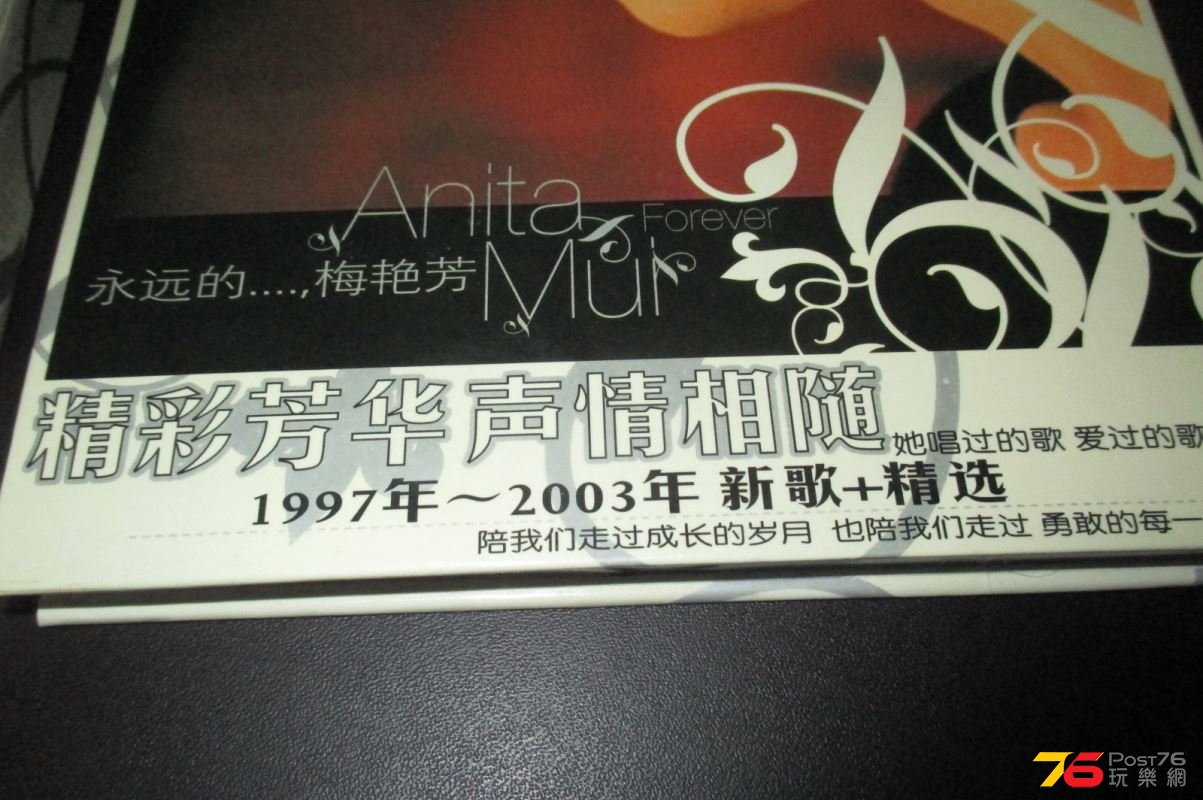 Anita
Forever
永远的....,梅艳芳
Mui
精彩芳华声情相随
她唱过的歌 爱过的歌
1997年～2003年 新歌+精选
陪我们走过成长的岁月 也陪我们走过 勇敢的每一
76 POST76
玩樂網